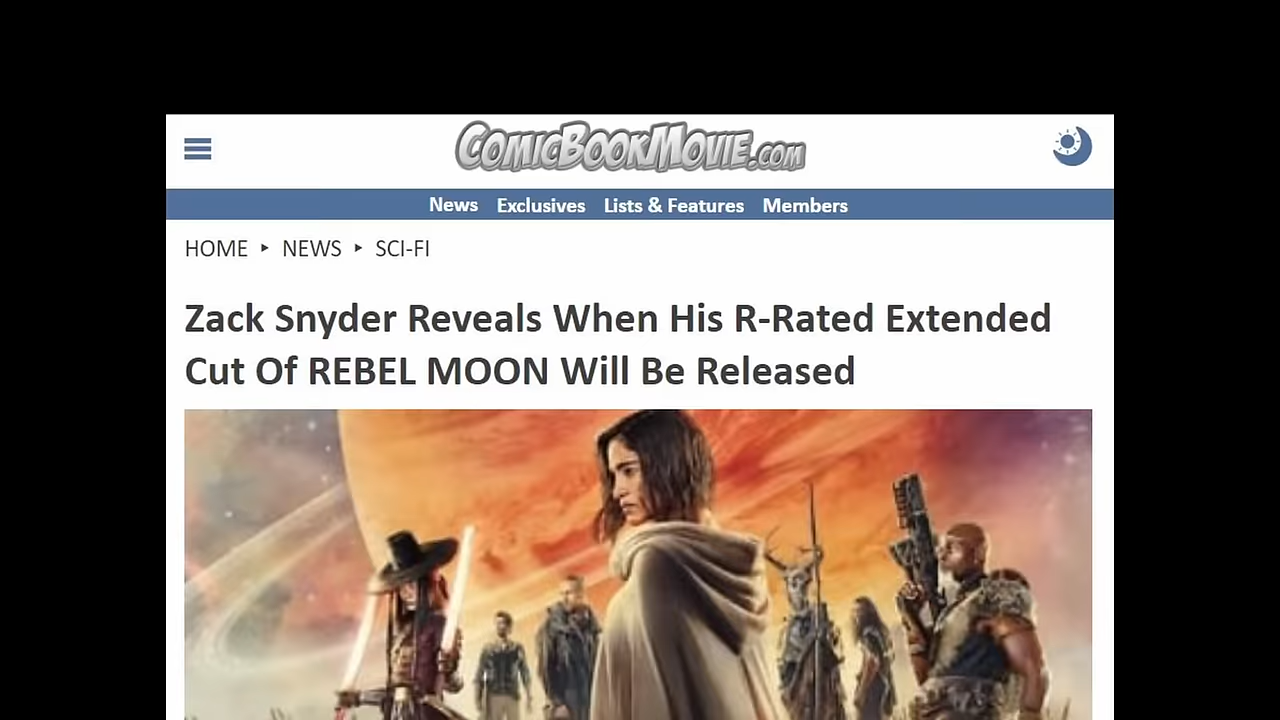 ComicBookMovie.com
News Exclusives Lists & Features Members
HOME ▸ NEWS ▸ SCI-FI
Zack Snyder Reveals When His R-Rated Extended
Cut Of REBEL MOON Will Be Released